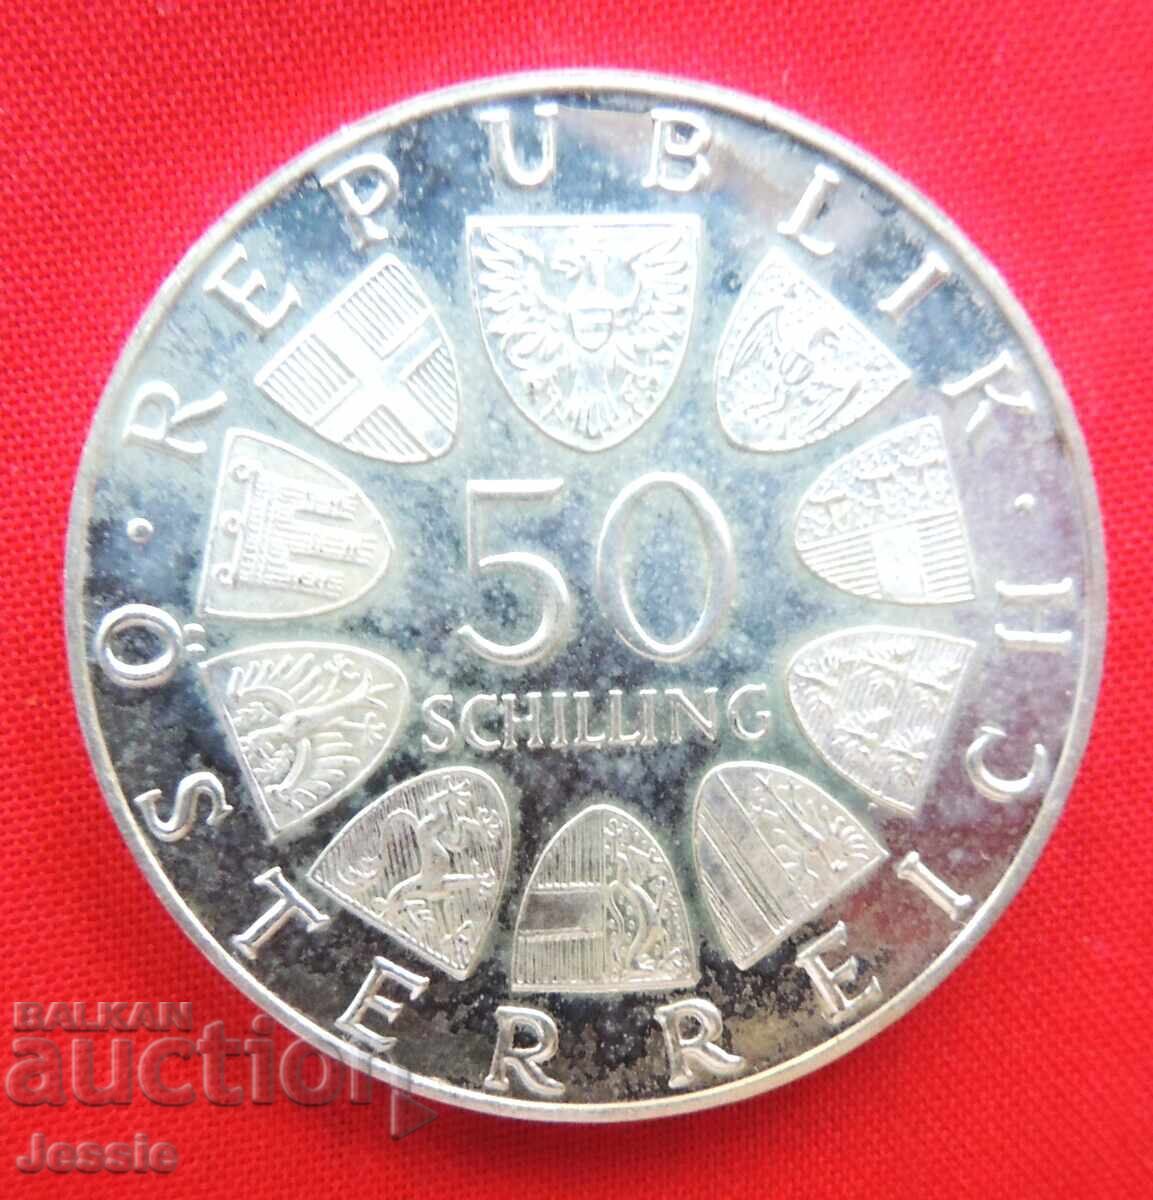 · REPUBLIK · ÖSTERREICH
50
SCHILLING
BALKAN
auction
Jessie